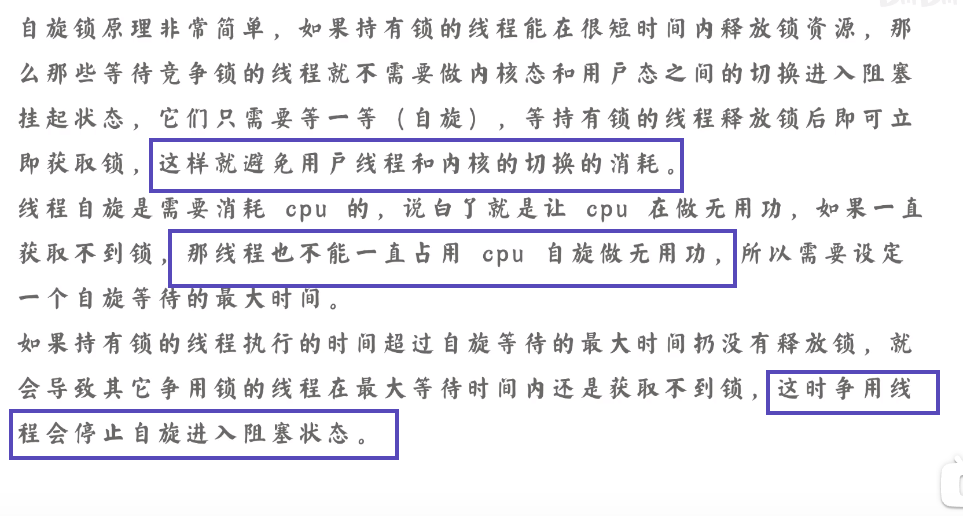 自旋锁原理非常简单，如果持有锁的线程能在很短时间内释放锁资源，那
么那些等待竞争锁的线程就不需要做内核态和用户态之间的切换进入阻塞
挂起状态，它们只需要等一等（自旋），等持有锁的线程释放锁后即可立
即获取锁，这样就避免用户线程和内核的切换的消耗。
线程自旋是需要消耗 cpu 的，说白了就是让 cpu 在做无用功，如果一直
获取不到锁，那线程也不能一直占用 cpu 自旋做无用功，所以需要设定
一个自旋等待的最大时间。
如果持有锁的线程执行的时间超过自旋等待的最大时间扔没有释放锁，就
会导致其它争用锁的线程在最大等待时间内还是获取不到锁，这时争用线
程会停止自旋进入阻塞状态。